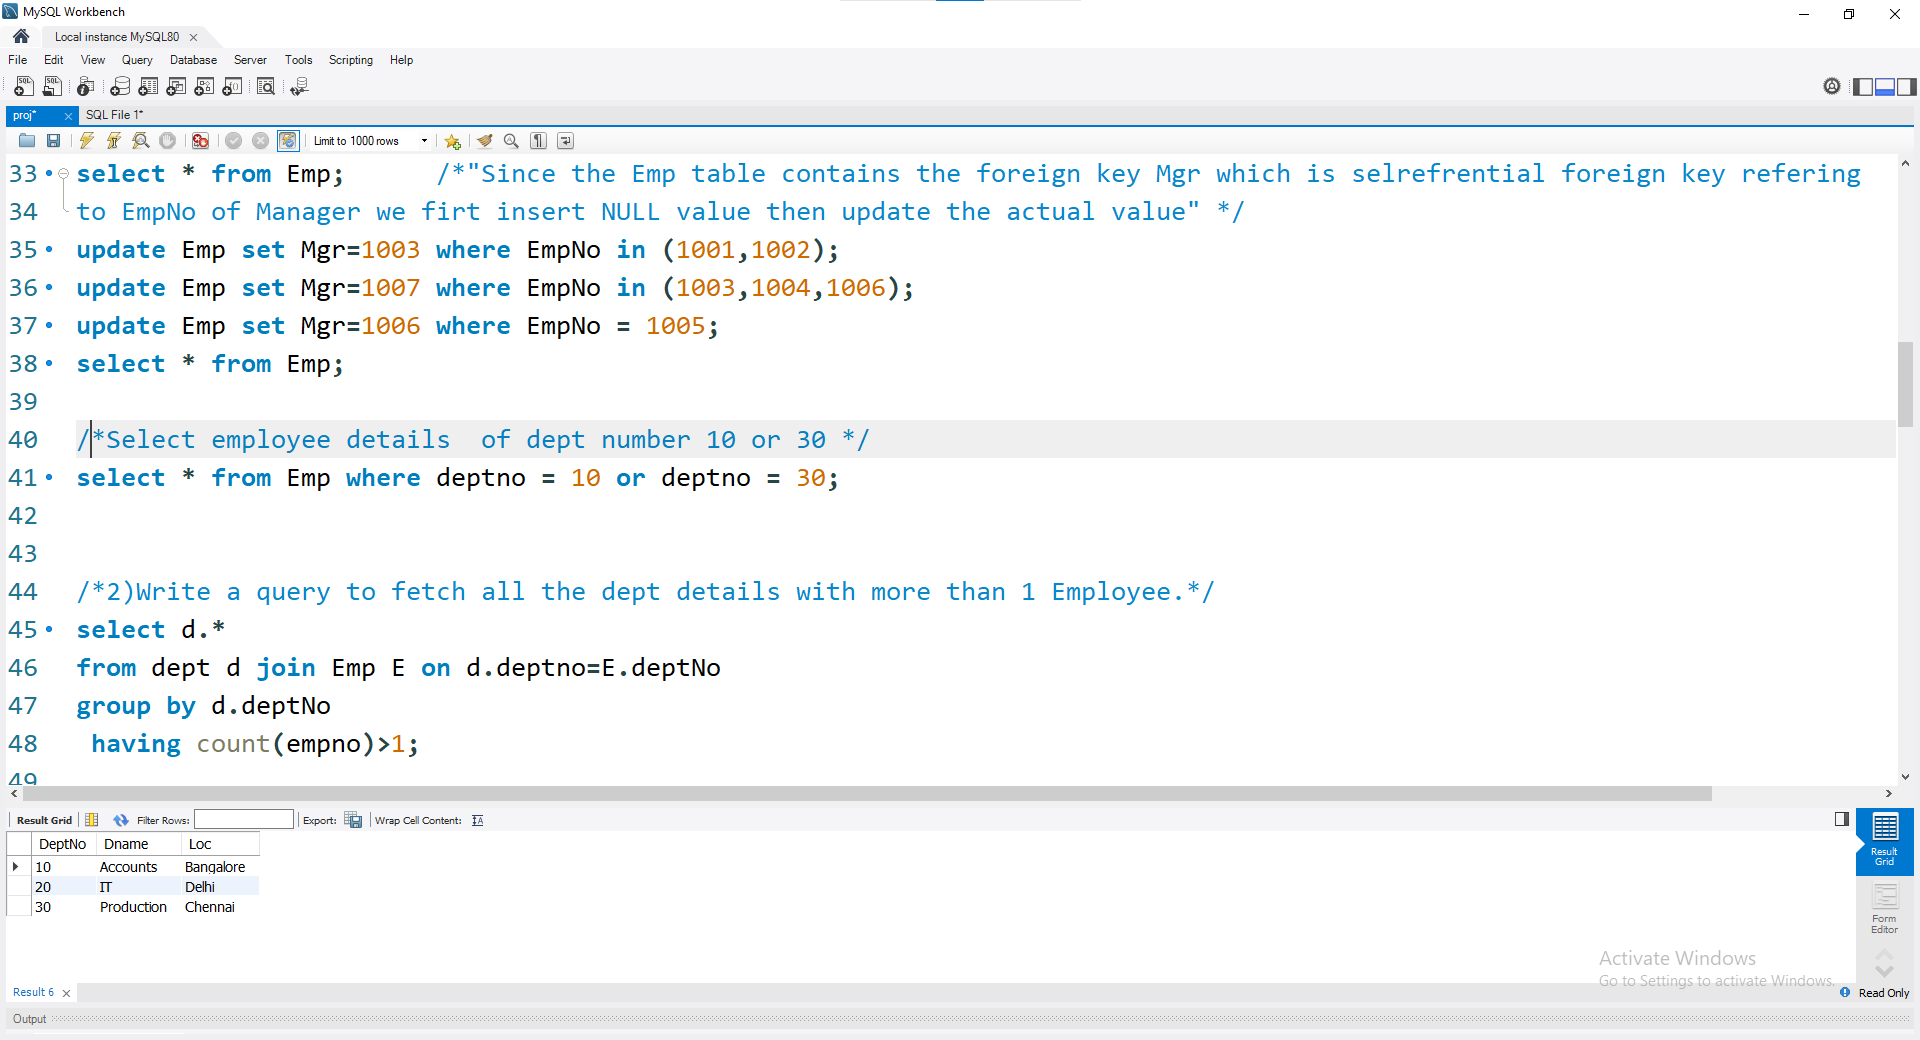 MySQL Workbench
Local instance MySQL80
File Edit View Query Database Server Tools Scripting Help
proj* SQL File 1*
Limit to 1000 rows
33 select * from Emp; /*"Since the Emp table contains the foreign key Mgr which is selrefrential foreign key refering
34 to EmpNo of Manager we firt insert NULL value then update the actual value" */
35 update Emp set Mgr=1003 where EmpNo in (1001,1002);
36 update Emp set Mgr=1007 where EmpNo in (1003,1004,1006);
37 update Emp set Mgr=1006 where EmpNo = 1005;
38 select * from Emp;
39
40 /*Select employee details  of dept number 10 or 30 */
41 select * from Emp where deptno = 10 or deptno = 30;
42
43
44 /*2)Write a query to fetch all the dept details with more than 1 Employee.*/
45 select d.*
46 from dept d join Emp E on d.deptno=E.deptNo
47 group by d.deptNo
48 having count(empno)>1;
49
Result Grid Filter Rows: Export: Wrap Cell Content:
DeptNo Dname Loc
10 Accounts Bangalore
20 IT Delhi
30 Production Chennai
Result Grid
Form Editor
Activate Windows
Go to Settings to activate Windows.
Result 6 Read Only
Output